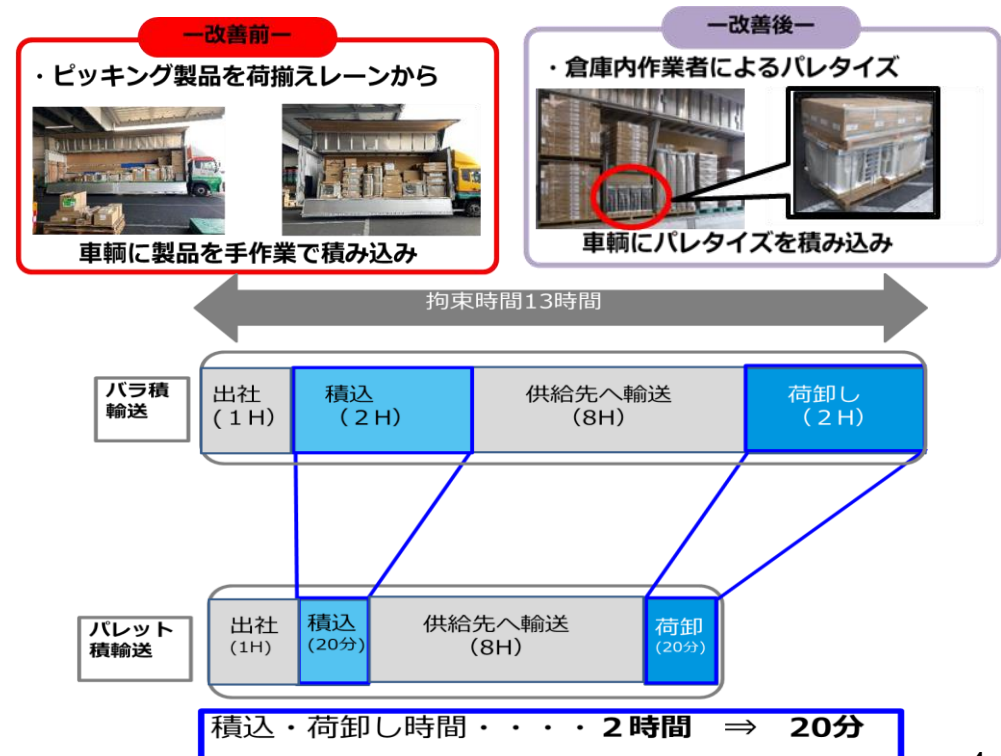 ー改善前ー
・ピッキング製品を荷揃えレーンから
車輌に製品を手作業で積み込み
ー改善後ー
・倉庫内作業者によるパレタイズ
車輌にパレタイズを積み込み
拘束時間13時間
バラ積
輸送
出社
(１H)
積込
(２H)
供給先へ輸送
(8H)
荷卸し
(２H)
パレット
積輸送
出社
(1H)
積込
(20分)
供給先へ輸送
(8H)
荷卸
(20分)
積込・荷卸し時間・・・・２時間　⇒　20分